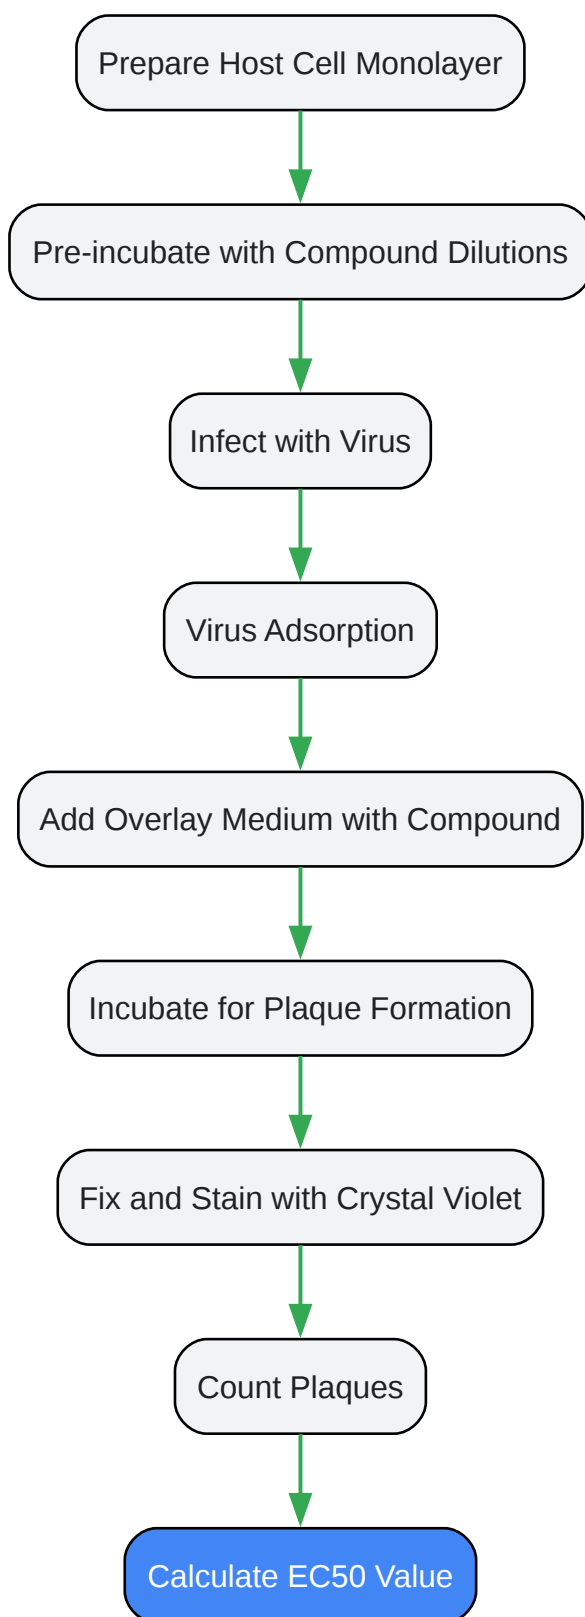 Prepare Host Cell Monolayer
Pre-incubate with Compound Dilutions
Infect with Virus
Virus Adsorption
Add Overlay Medium with Compound
Incubate for Plaque Formation
Fix and Stain with Crystal Violet
Count Plaques
Calculate EC50 Value